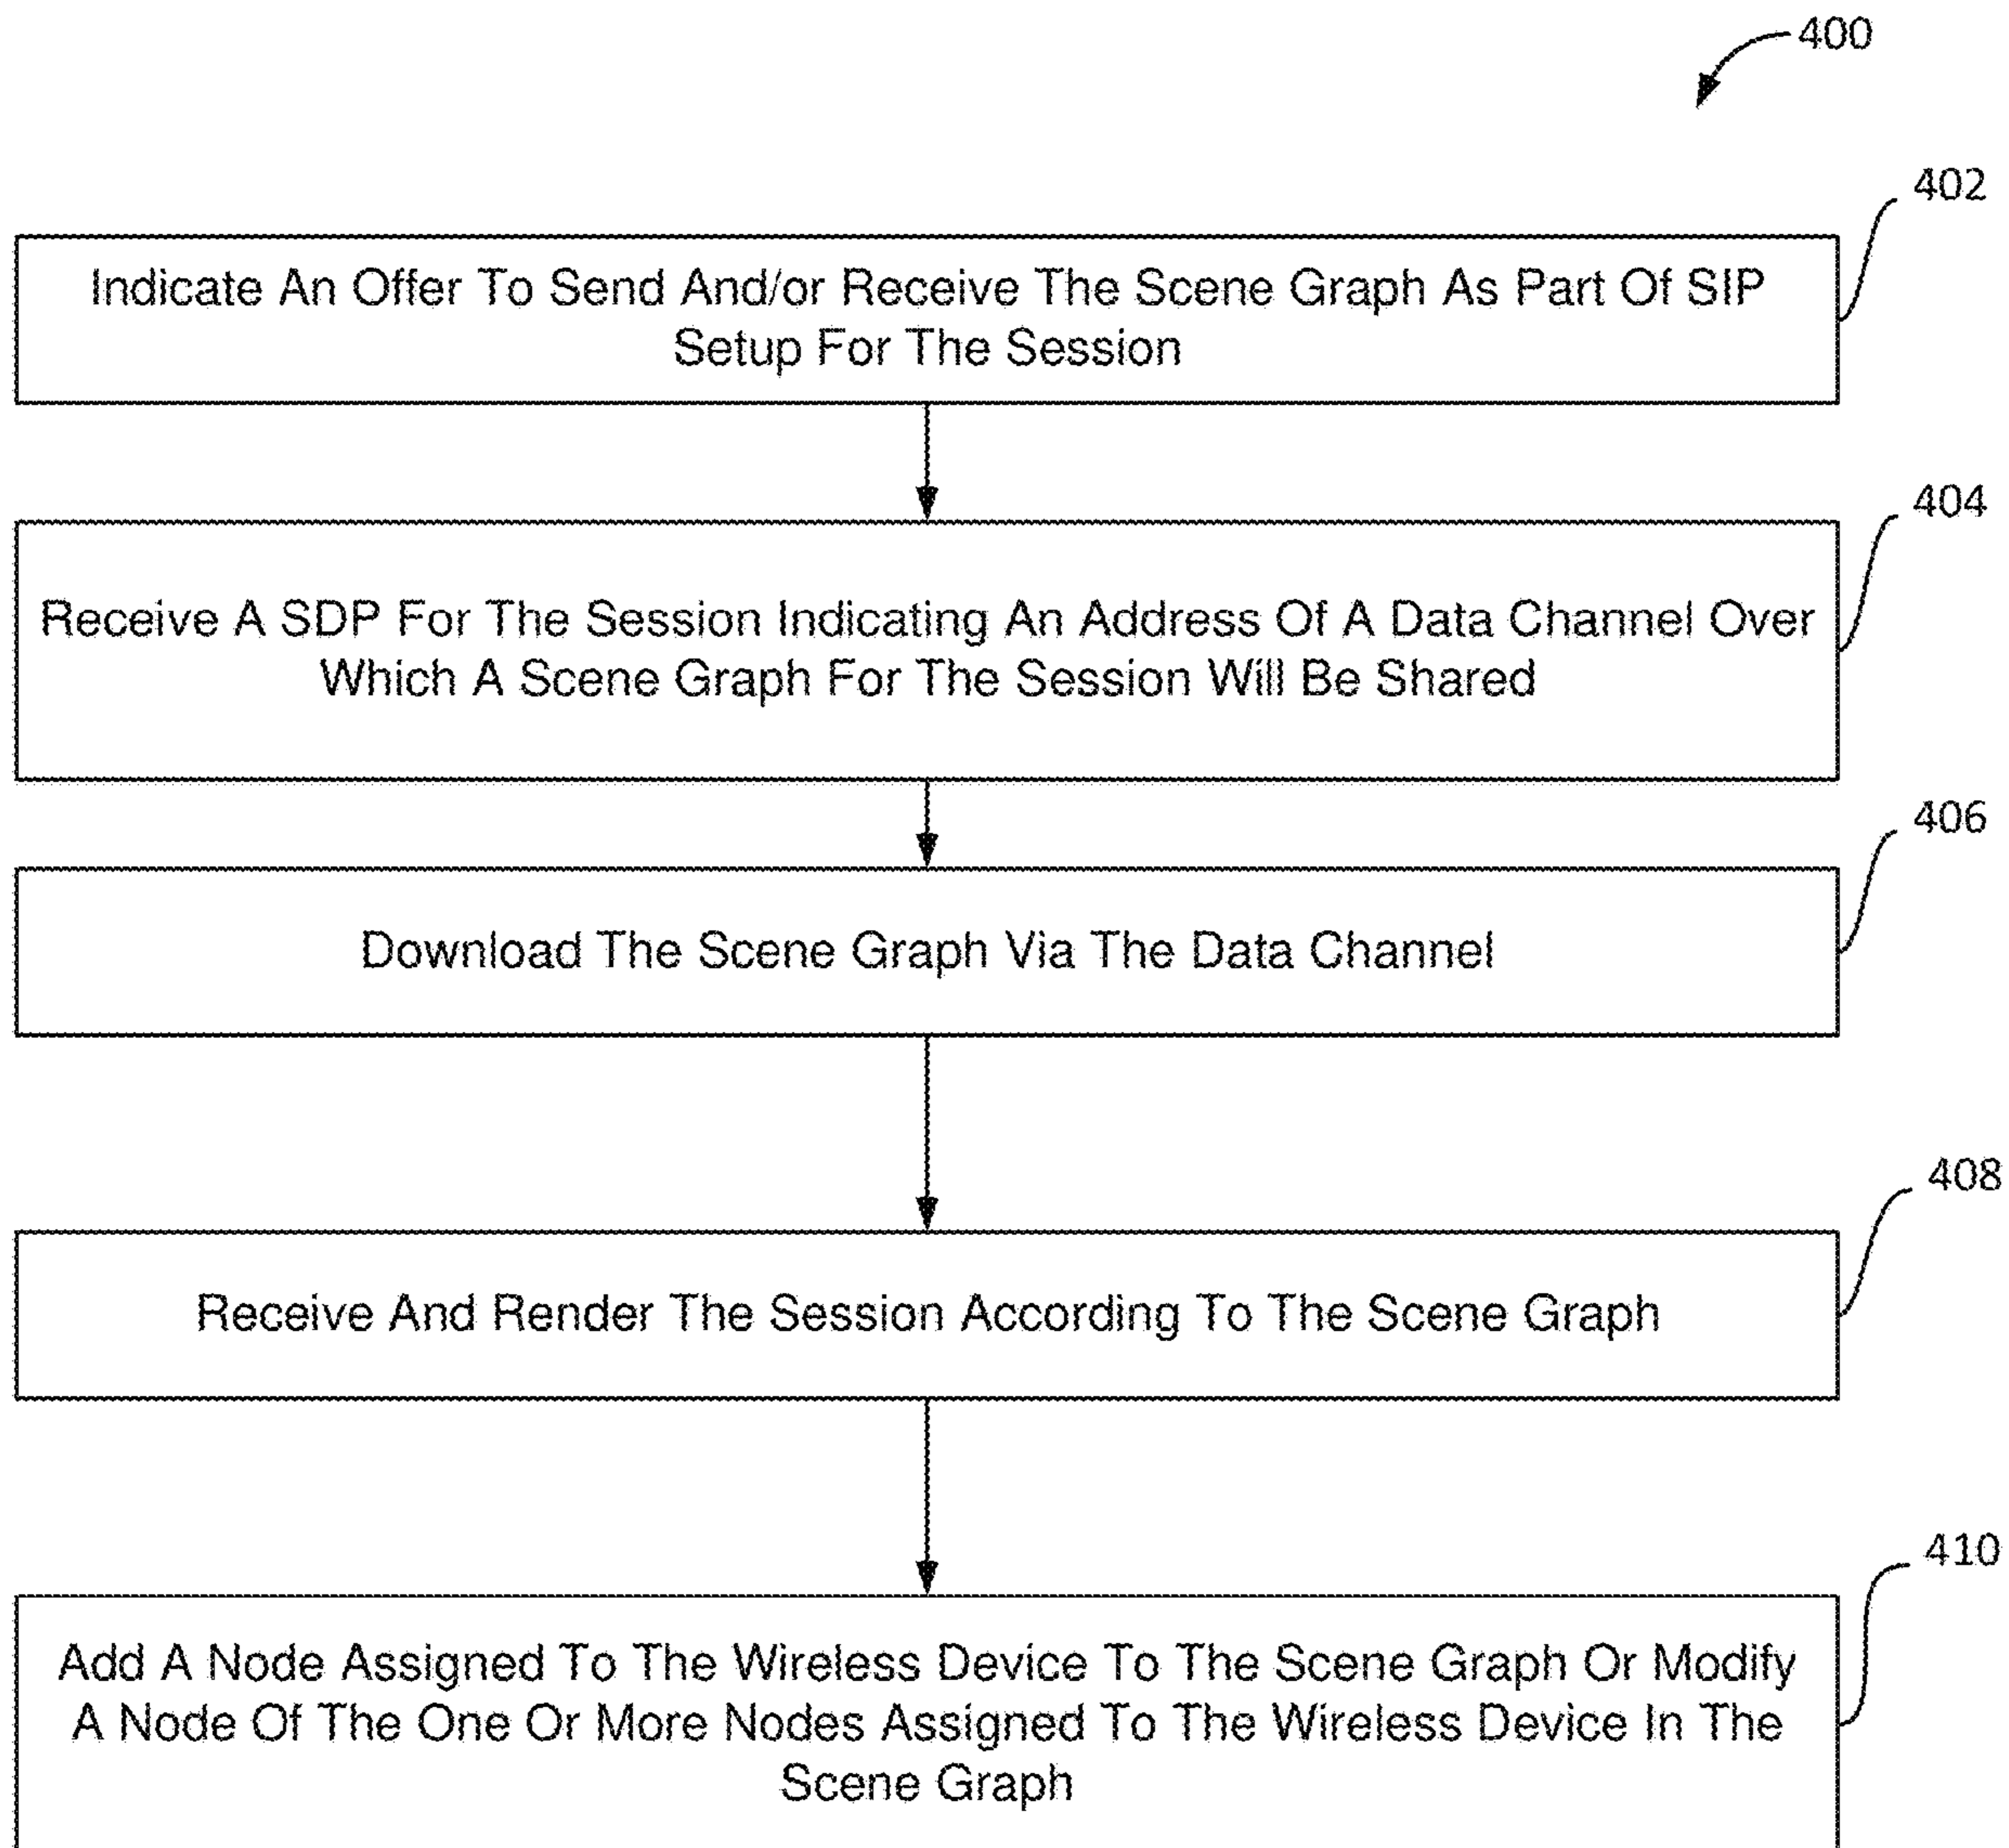 400
402
Indicate An Offer To Send And/or Receive The Scene Graph As Part Of SIP
Setup For The Session
404
Receive A SDP For The Session Indicating An Address Of A Data Channel Over
Which A Scene Graph For The Session Will Be Shared
406
Download The Scene Graph Via The Data Channel
408
Receive And Render The Session According To The Scene Graph
410
Add A Node Assigned To The Wireless Device To The Scene Graph Or Modify
A Node Of The One Or More Nodes Assigned To The Wireless Device In The
Scene Graph